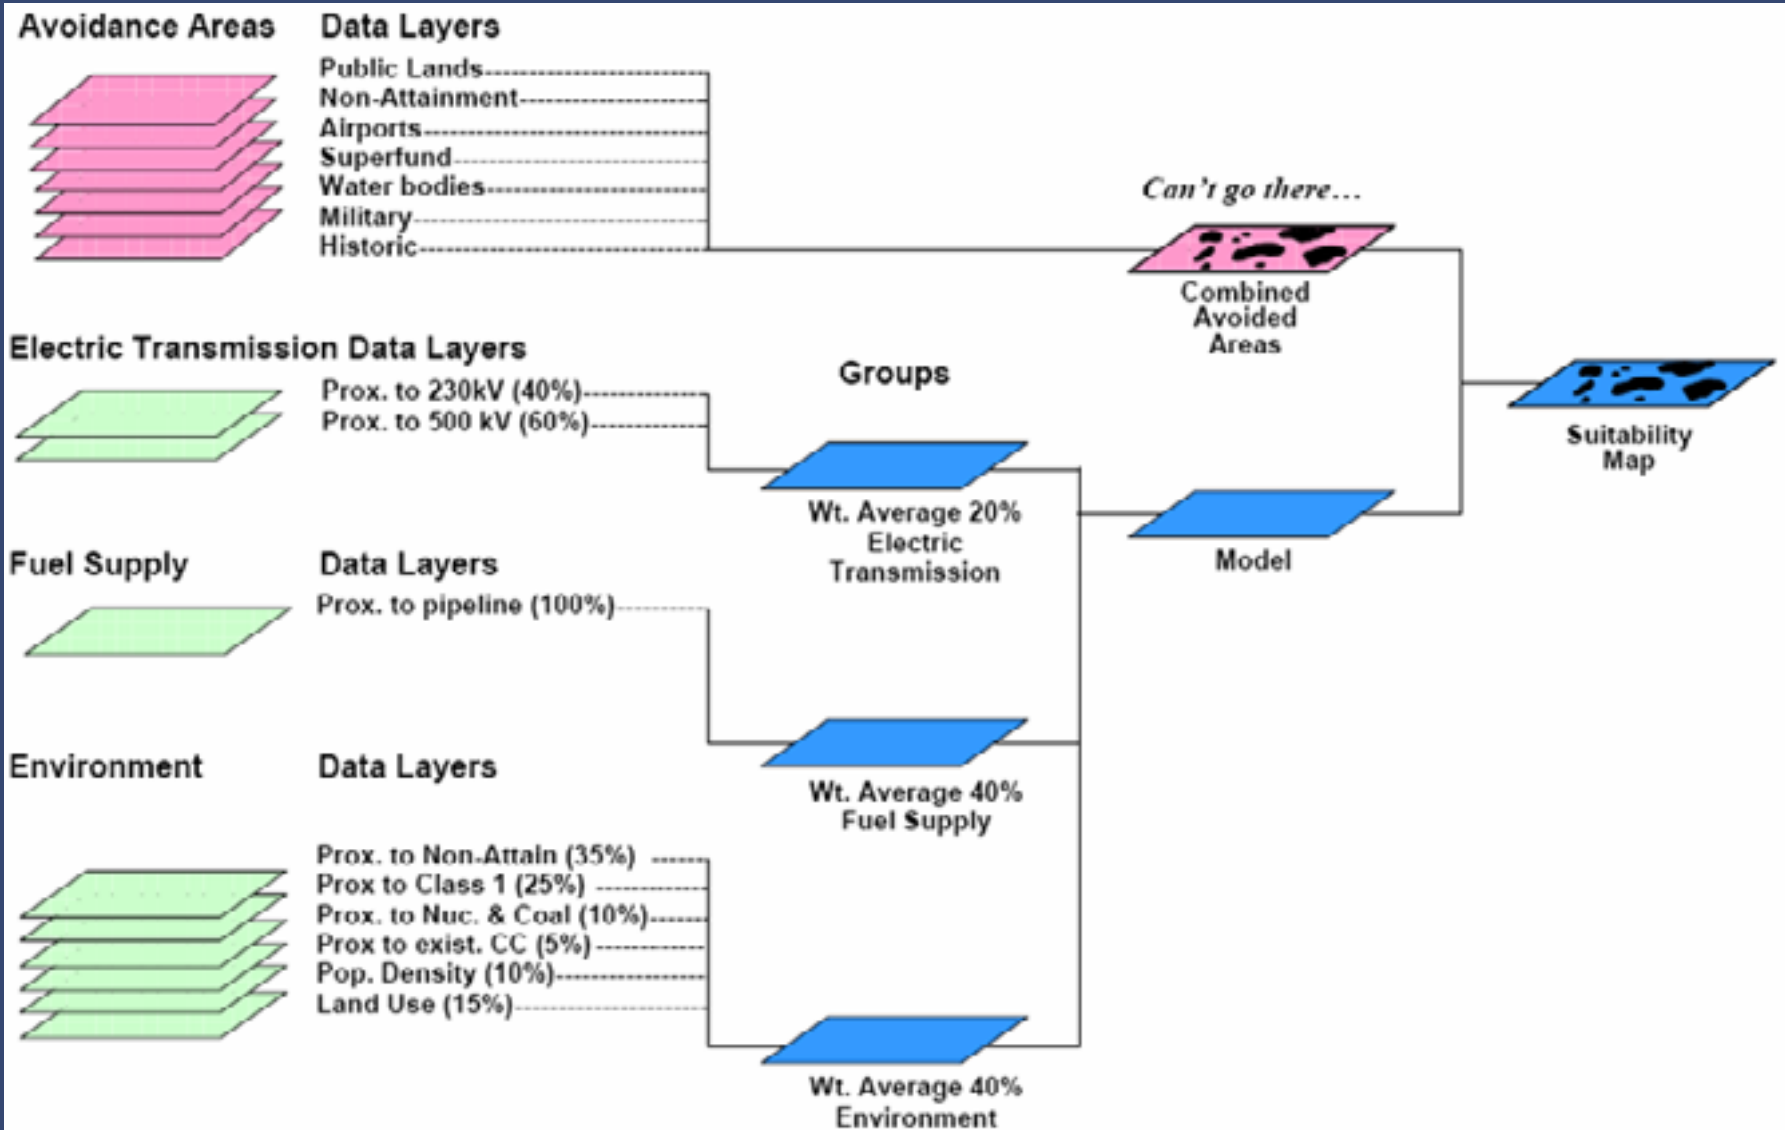 Avoidance Areas
Data Layers
Public Lands
Non-Attainment
Airports
Superfund
Water bodies
Military
Historic
Can't go there...
Combined
Avoided
Areas
Electric Transmission Data Layers
Prox. to 230kV (40%)
Prox. to 500 kV (60%)
Groups
Wt. Average 20%
Electric
Transmission
Model
Suitability
Map
Fuel Supply
Data Layers
Prox. to pipeline (100%)
Wt. Average 40%
Fuel Supply
Environment
Data Layers
Prox. to Non-Attain (35%)
Prox to Class 1 (25%)
Prox. to Nuc. & Coal (10%)
Prox to exist. CC (5%)
Pop. Density (10%)
Land Use (15%)
Wt. Average 40%
Environment